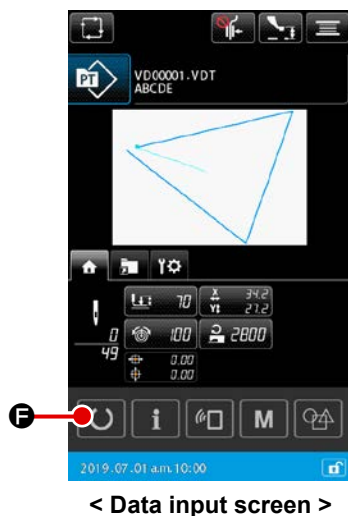 PT
VD00001.VDT
ABCDE
70
X 34.2
Y 27.2
0
49
100
2800
0.00
0.00
F
i
M
2019.07.01 a.m. 10:00
< Data input screen >